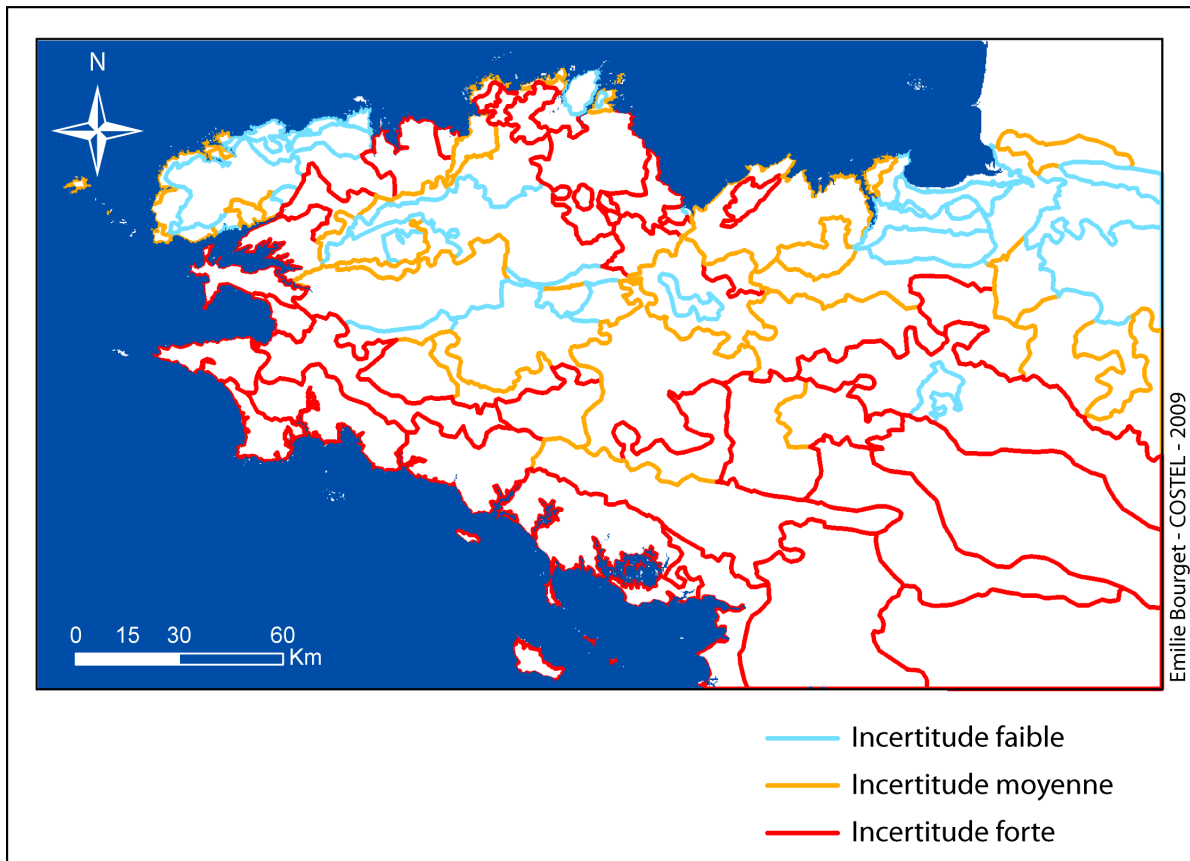 N
0 15 30 60
Km
Emilie Bourget - COSTEL - 2009
Incertitude faible
Incertitude moyenne
Incertitude forte